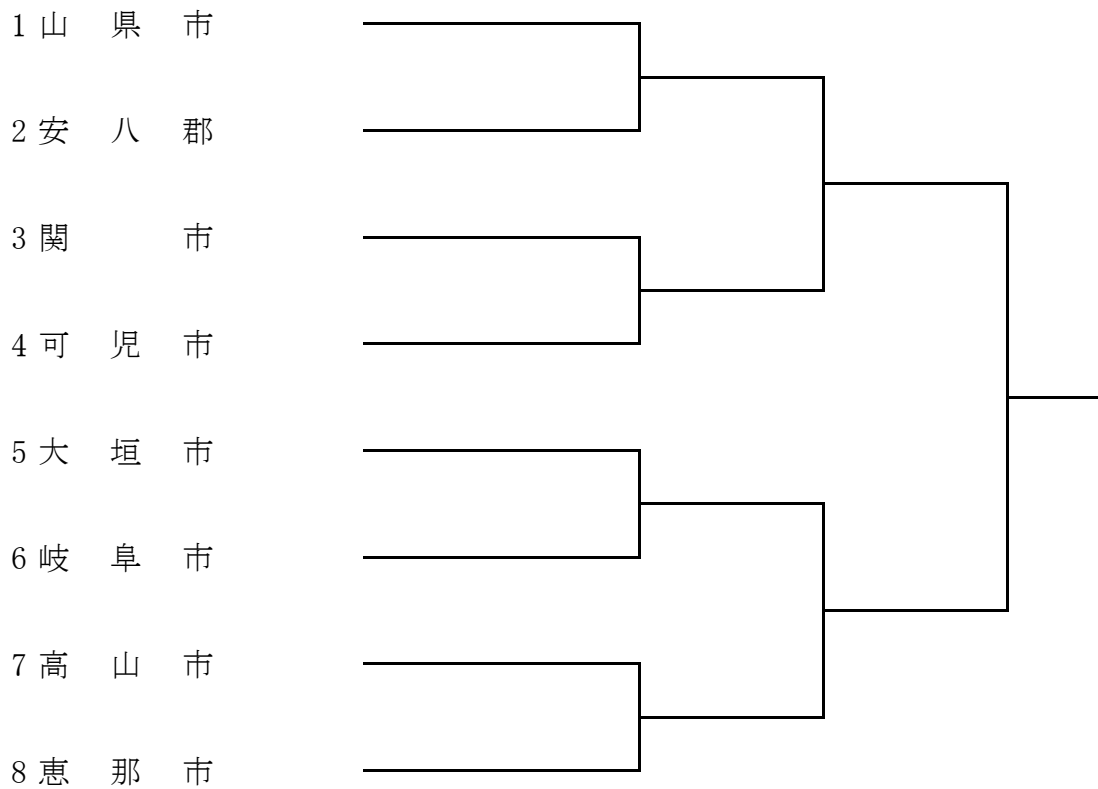 1 山 県 市
2 安 八 郡
3 関 市
4 可 児 市
5 大 垣 市
6 岐 阜 市
7 高 山 市
8 恵 那 市